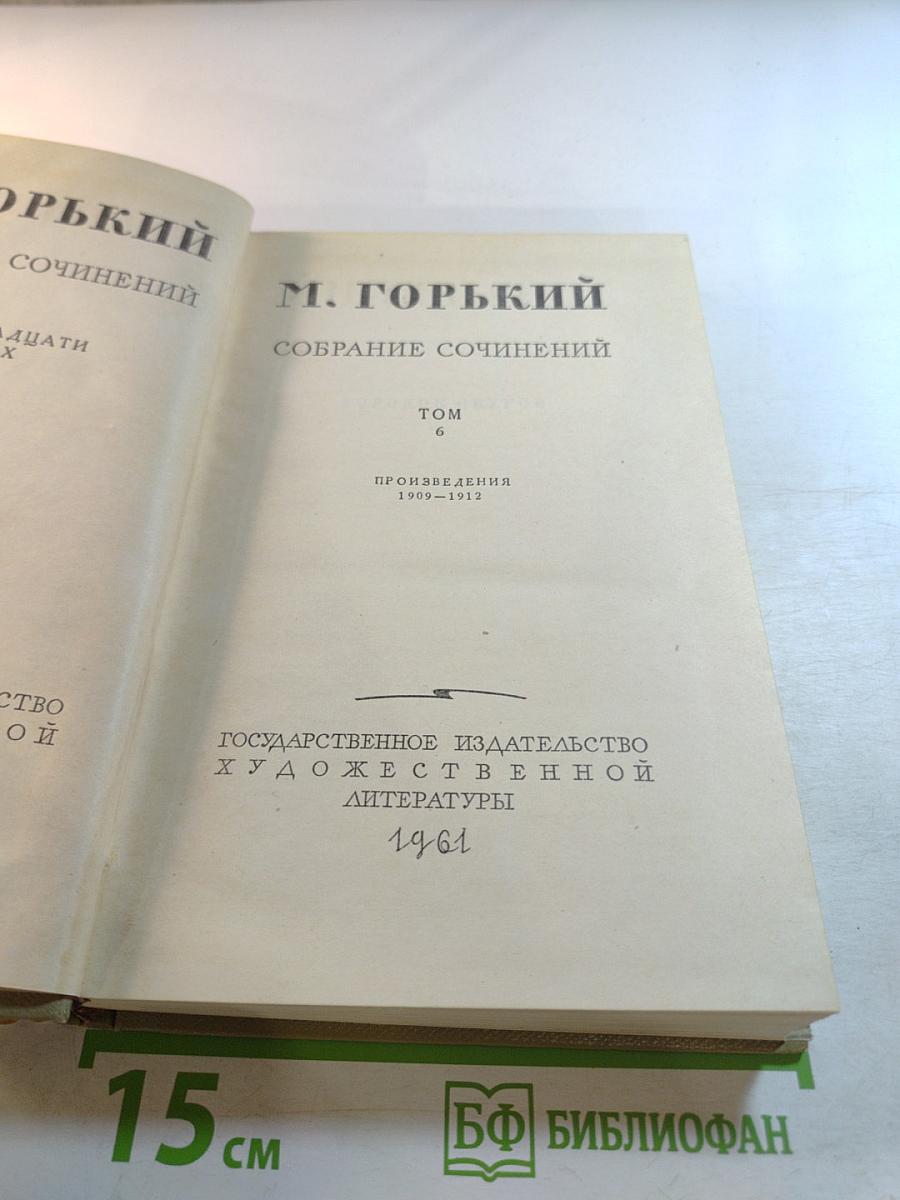 ОРЬКИЙ
СОЧИНЕНИЙ
АДЦАТИ
Х
СТВО
ОЙ
М. ГОРЬКИЙ
СОБРАНИЕ СОЧИНЕНИЙ
ТОМ
6
ПРОИЗВЕДЕНИЯ
1909—1912
ГОСУДАРСТВЕННОЕ ИЗДАТЕЛЬСТВО
ХУДОЖЕСТВЕННОЙ
ЛИТЕРАТУРЫ
1961
15 см
БФ БИБЛИОФАН